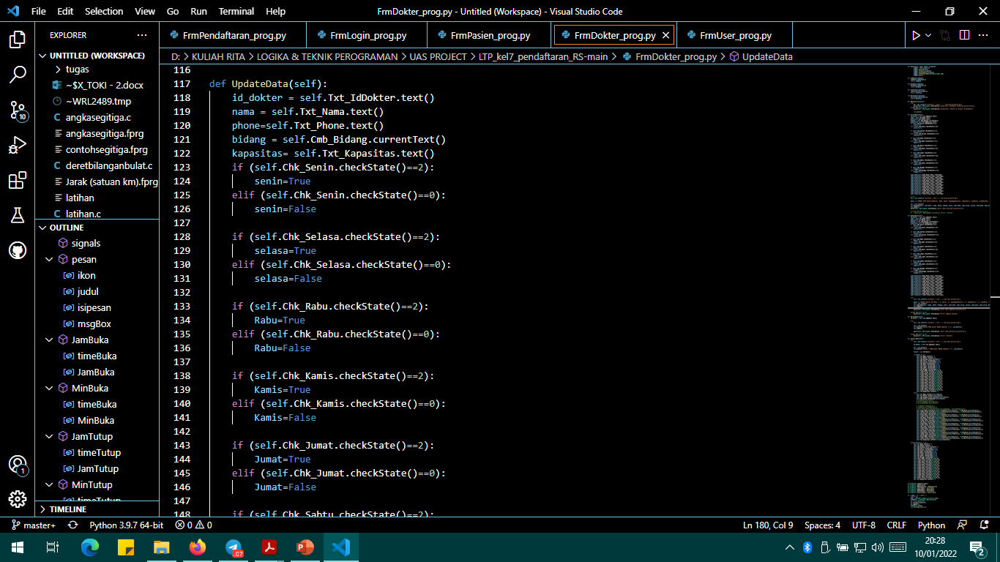 File Edit Selection View Go Run Terminal Help
FrmDokter_prog.py - Untitled (Workspace) - Visual Studio Code
EXPLORER
UNTITLED (WORKSPACE)
tugas
~$X_TOKI - 2.docx
~WRL2489.tmp
angkasegitiga.c
angkasegitiga.fprg
contohsegitiga.fprg
deretbilanganbulat.c
Jarak (satuan km).fprg
latihan
latihan.c
OUTLINE
signals
pesan
ikon
judul
isipesan
msgBox
JamBuka
timeBuka
JamBuka
MinBuka
timeBuka
MinBuka
JamTutup
timeTutup
JamTutup
MinTutup
TIMELINE
10
1
FrmPendaftaran_prog.py FrmLogin_prog.py FrmPasien_prog.py FrmDokter_prog.py FrmUser_prog.py
D: > KULIAH RITA > LOGIKA & TEKNIK PEROGRAMAN > UAS PROJECT > LTP_kel7_pendaftaran_RS-main > FrmDokter_prog.py > UpdateData
116
117 def UpdateData(self):
118 id_dokter = self.Txt_IdDokter.text()
119 nama = self.Txt_Nama.text()
120 phone=self.Txt_Phone.text()
121 bidang = self.Cmb_Bidang.currentText()
122 kapasitas= self.Txt_Kapasitas.text()
123 if (self.Chk_Senin.checkState()==2):
124 senin=True
125 elif (self.Chk_Senin.checkState()==0):
126 senin=False
127
128 if (self.Chk_Selasa.checkState()==2):
129 selasa=True
130 elif (self.Chk_Selasa.checkState()==0):
131 selasa=False
132
133 if (self.Chk_Rabu.checkState()==2):
134 Rabu=True
135 elif (self.Chk_Rabu.checkState()==0):
136 Rabu=False
137
138 if (self.Chk_Kamis.checkState()==2):
139 Kamis=True
140 elif (self.Chk_Kamis.checkState()==0):
141 Kamis=False
142
143 if (self.Chk_Jumat.checkState()==2):
144 Jumat=True
145 elif (self.Chk_Jumat.checkState()==0):
146 Jumat=False
147
148 if (self.Chk_Sabtu.checkState()==2):
master+ Python 3.9.7 64-bit 0 0
Ln 180, Col 9 Spaces: 4 UTF-8 CRLF Python
.07
20:28
10/01/2022
2